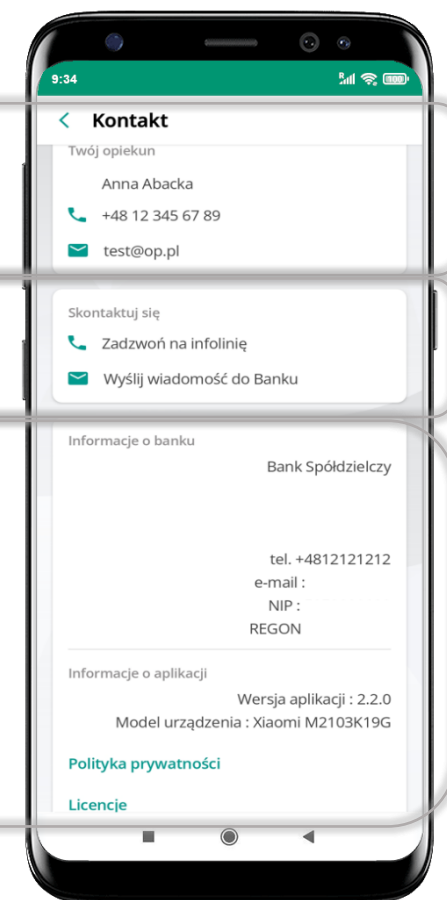 9:34
R
100
Kontakt
Twój opiekun
Anna Abacka
+48 12 345 67 89
test@op.pl
Skontaktuj się
Zadzwoń na infolinię
Wyślij wiadomość do Banku
Informacje o banku
Bank Spółdzielczy
tel. +4812121212
e-mail :
NIP :
REGON
Informacje o aplikacji
Wersja aplikacji : 2.2.0
Model urządzenia : Xiaomi M2103K19G
Polityka prywatności
Licencje